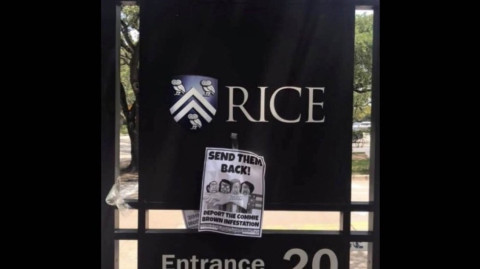 RICE
SEND THEM
BACK!
DEPORT THE COMMIE
BROWN INFESTATION
Entrance 20